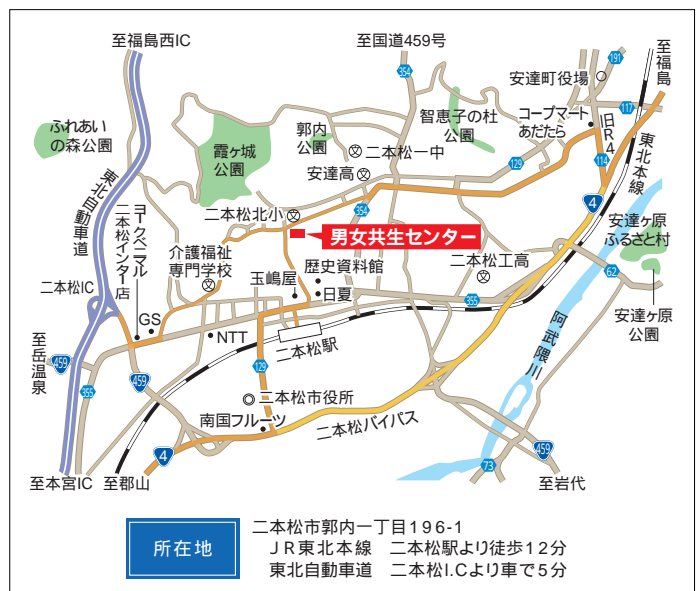 至福島西IC
至国道459号
至福島
191
354
安達町役場
117
コープマート
あだたら
旧R4
智恵子の杜
公園
ふれあい
の森公園
郭内
公園
二本松一中
霞ヶ城
公園
安達高
129
114
東北本線
東北自動車道
4
二本松北小
354
男女共生センター
安達ヶ原
ふるさと村
ヨークベニマル
二本松インター店
介護福祉
専門学校
歴史資料館
二本松工高
62
玉嶋屋
日夏
二本松IC
355
安達ヶ原
公園
GS
NTT
二本松駅
阿武隈川
至岳温泉
459
129
355
459
二本松市役所
南国フルーツ
二本松バイパス
4
459
73
至本宮IC
至郡山
至岩代
所在地
二本松市郭内一丁目196-1
JR東北本線 二本松駅より徒歩12分
東北自動車道 二本松I.Cより車で5分